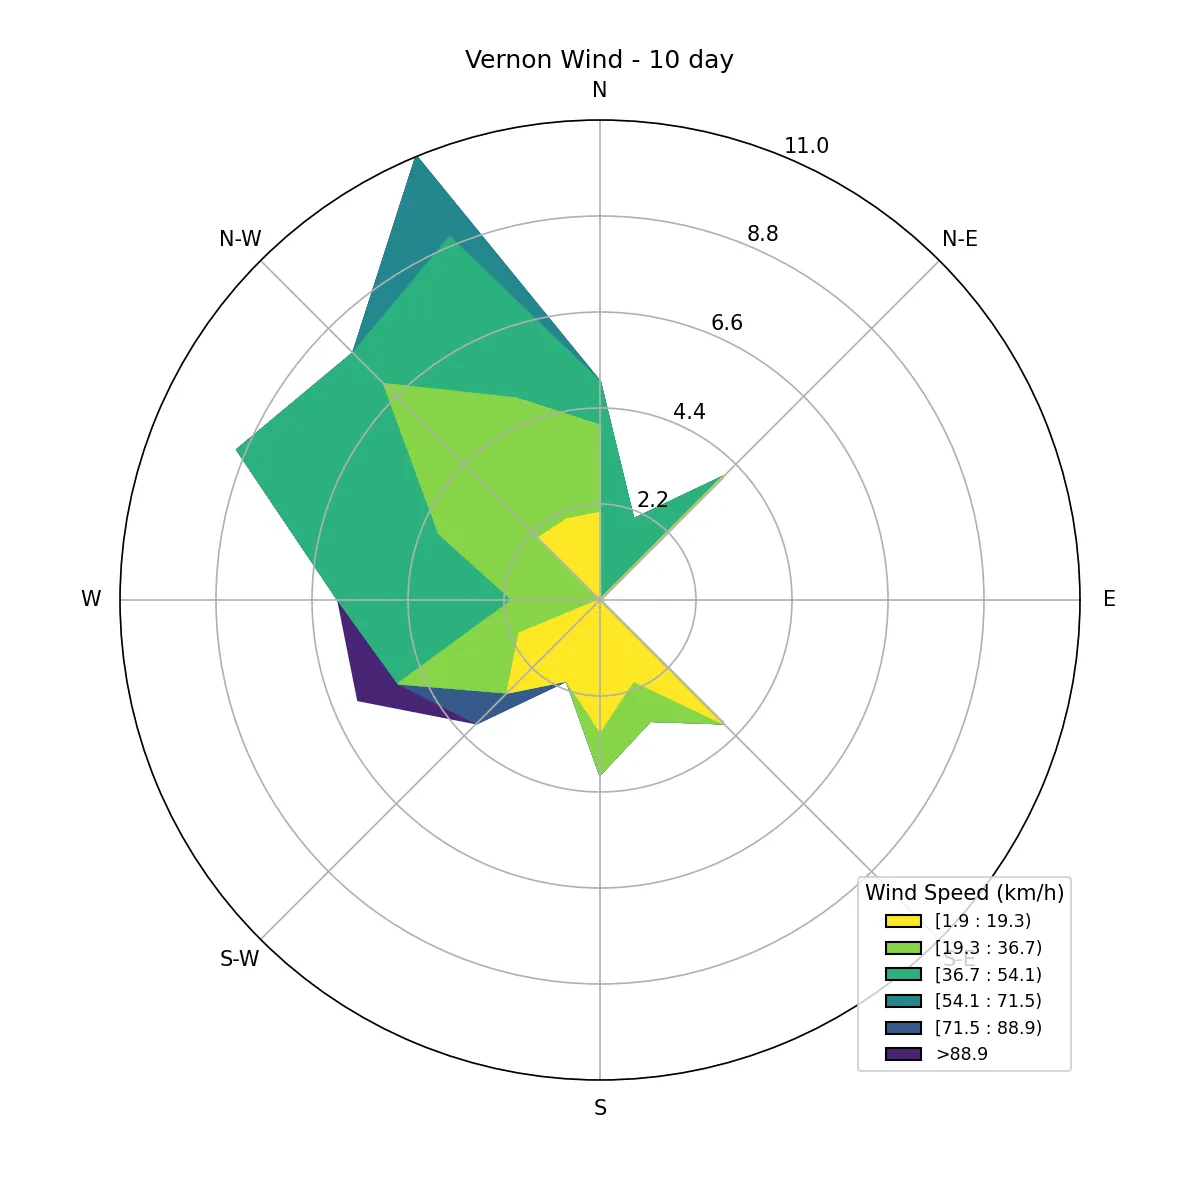 Vernon Wind - 10 day
N
11.0
N-W
8.8
N-E
6.6
4.4
2.2
W
E
S-W
S-E
S
Wind Speed (km/h)
[1.9 : 19.3)
[19.3 : 36.7)
[36.7 : 54.1)
[54.1 : 71.5)
[71.5 : 88.9)
>88.9